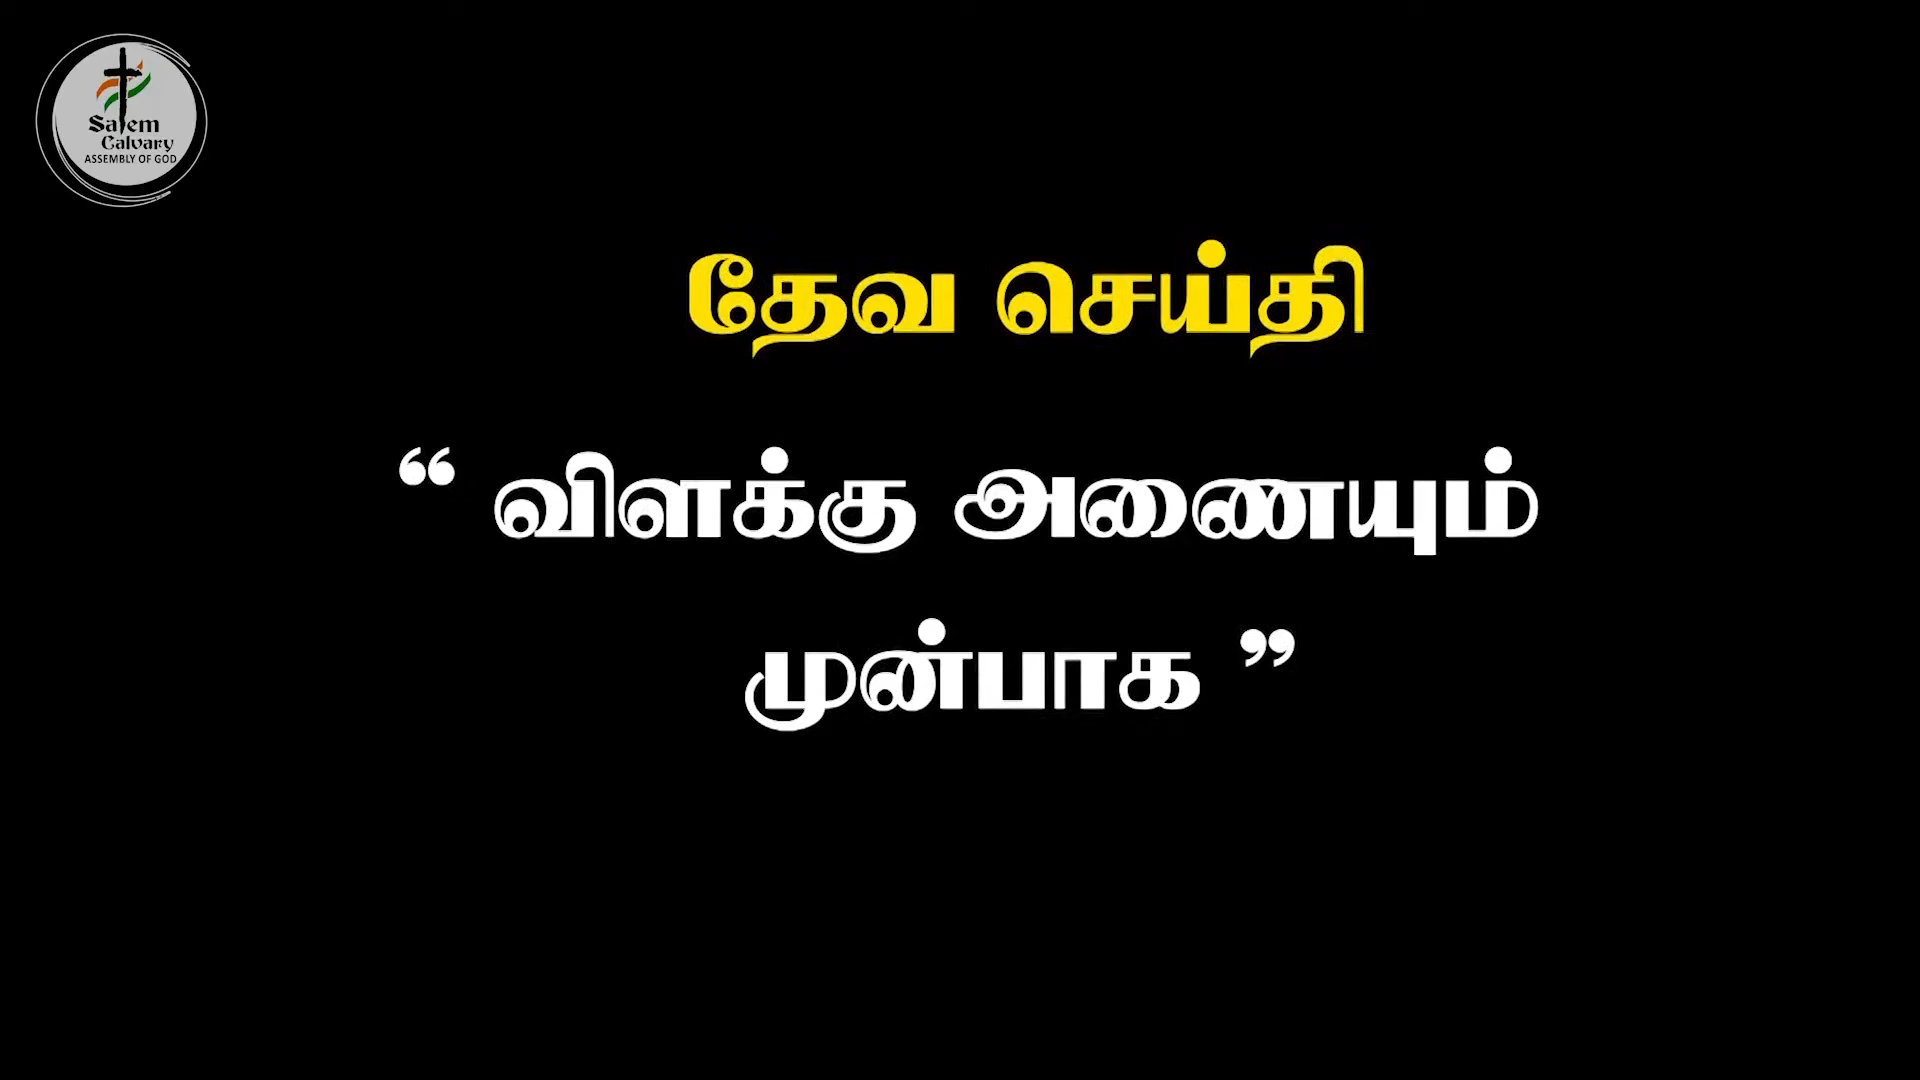 Salem
Calvary
ASSEMBLY OF GOD
தேவ செய்தி
“ விளக்கு அணையும்
முன்பாக ”